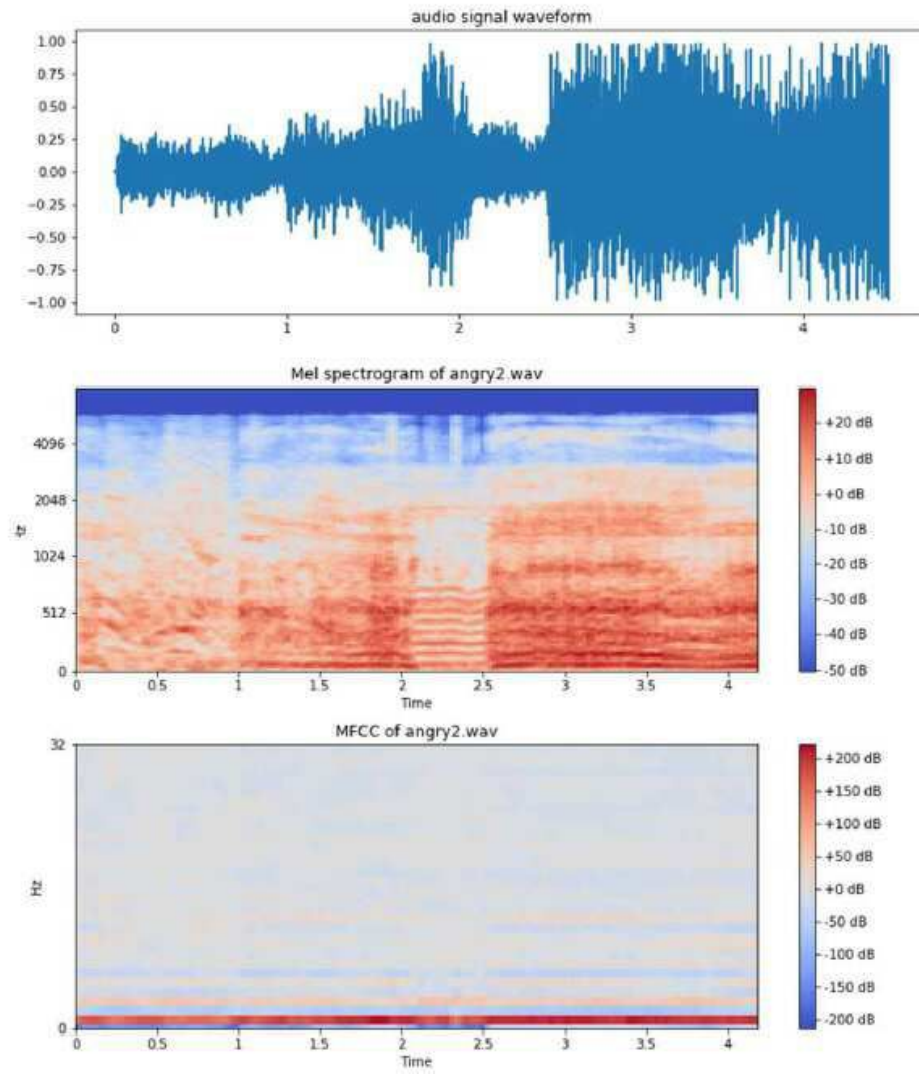 audio signal waveform
1.00
0.75
0.50
0.25
0.00
−0.25
−0.50
−0.75
−1.00
0 1 2 3 4
Mel spectrogram of angry2.wav
Hz
4096
2048
1024
512
0
0 0.5 1 1.5 2 2.5 3 3.5 4
Time
+20 dB
+10 dB
+0 dB
-10 dB
-20 dB
-30 dB
-40 dB
-50 dB
MFCC of angry2.wav
Hz
32
0
0 0.5 1 1.5 2 2.5 3 3.5 4
Time
+200 dB
+150 dB
+100 dB
+50 dB
+0 dB
-50 dB
-100 dB
-150 dB
-200 dB